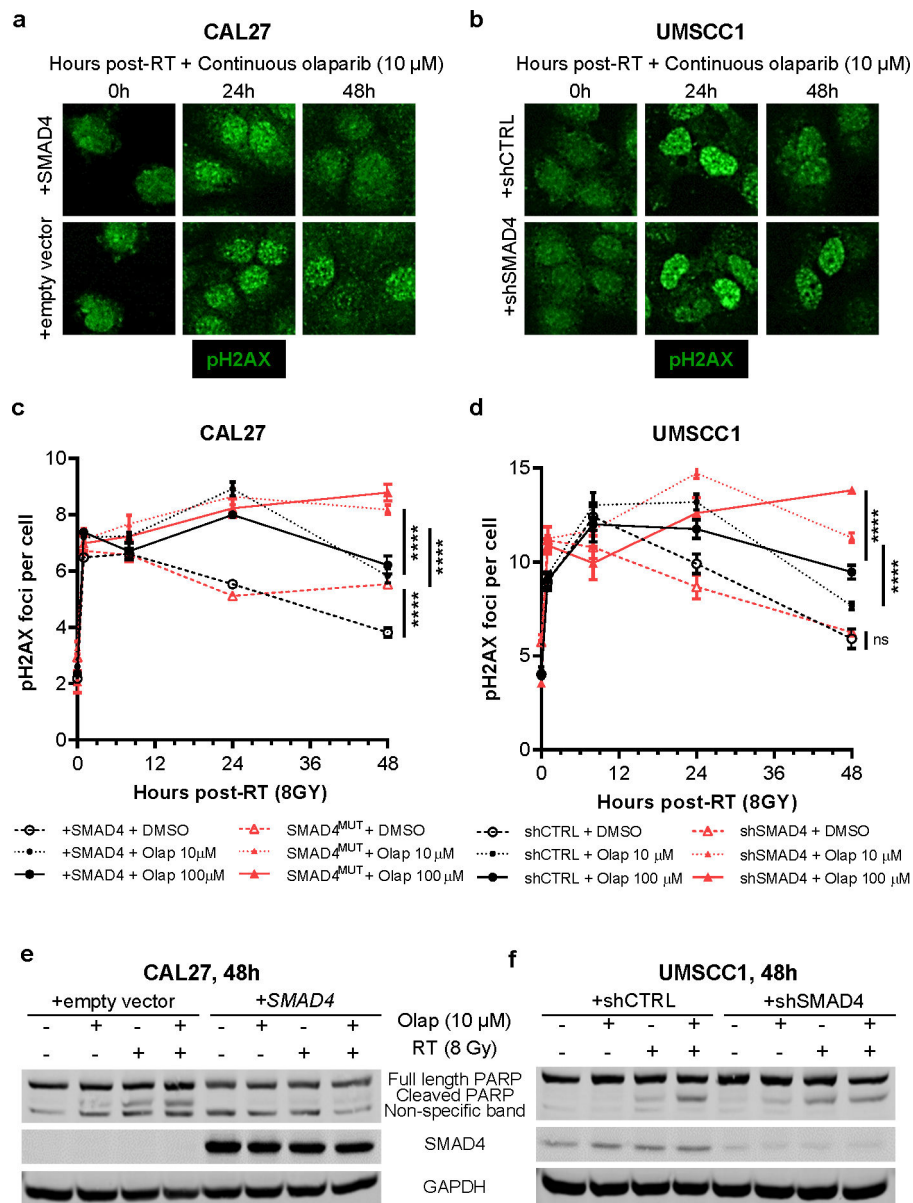 a
CAL27
Hours post-RT + Continuous olaparib (10 µM)
0h 24h 48h
+SMAD4
+empty vector
pH2AX
b
UMSCC1
Hours post-RT + Continuous olaparib (10 µM)
0h 24h 48h
+shCTRL
+shSMAD4
pH2AX
c
CAL27
pH2AX foci per cell
10
8
6
4
2
0
0 12 24 36 48
Hours post-RT (8GY)
****
****
****
+SMAD4 + DMSO
+SMAD4 + Olap 10µM
+SMAD4 + Olap 100µM
SMAD4MUT + DMSO
SMAD4MUT + Olap 10µM
SMAD4MUT + Olap 100µM
d
UMSCC1
pH2AX foci per cell
15
10
5
0
0 12 24 36 48
Hours post-RT (8GY)
****
****
ns
shCTRL + DMSO
shCTRL + Olap 10 µM
shCTRL + Olap 100 µM
shSMAD4 + DMSO
shSMAD4 + Olap 10 µM
shSMAD4 + Olap 100 µM
e
CAL27, 48h
+empty vector +SMAD4
- + - + - + - + Olap (10 µM)
- - + + - - + + RT (8 Gy)
Full length PARP
Cleaved PARP
Non-specific band
SMAD4
GAPDH
f
UMSCC1, 48h
+shCTRL +shSMAD4
- + - + - + - +
- - + + - - + +